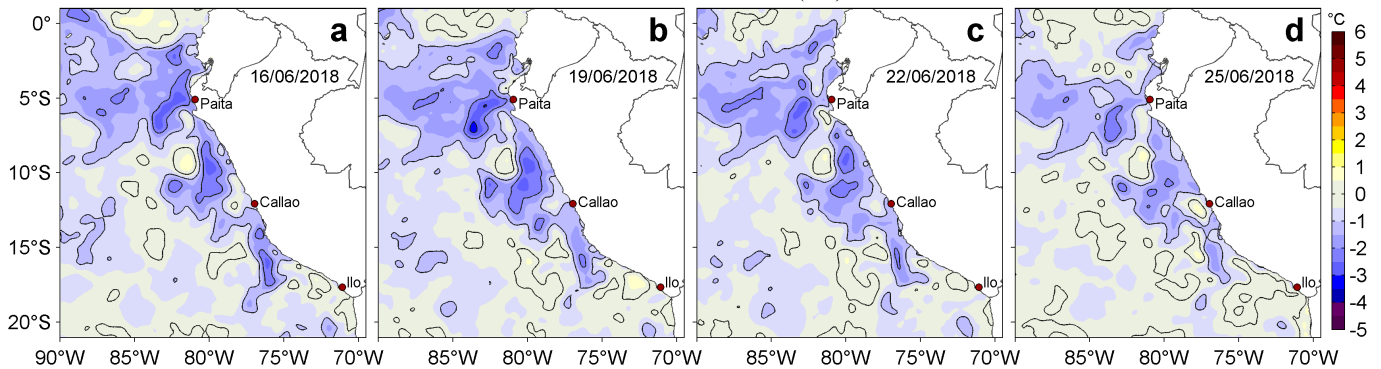 a b c d
°C
16/06/2018 19/06/2018 22/06/2018 25/06/2018
Paita Paita Paita Paita
Callao Callao Callao Callao
Ilo Ilo Ilo Ilo
0°
5°S
10°S
15°S
20°S
90°W 85°W 80°W 75°W 70°W 85°W 80°W 75°W 70°W 85°W 80°W 75°W 70°W 85°W 80°W 75°W 70°W
6
5
4
3
2
1
0
-1
-2
-3
-4
-5